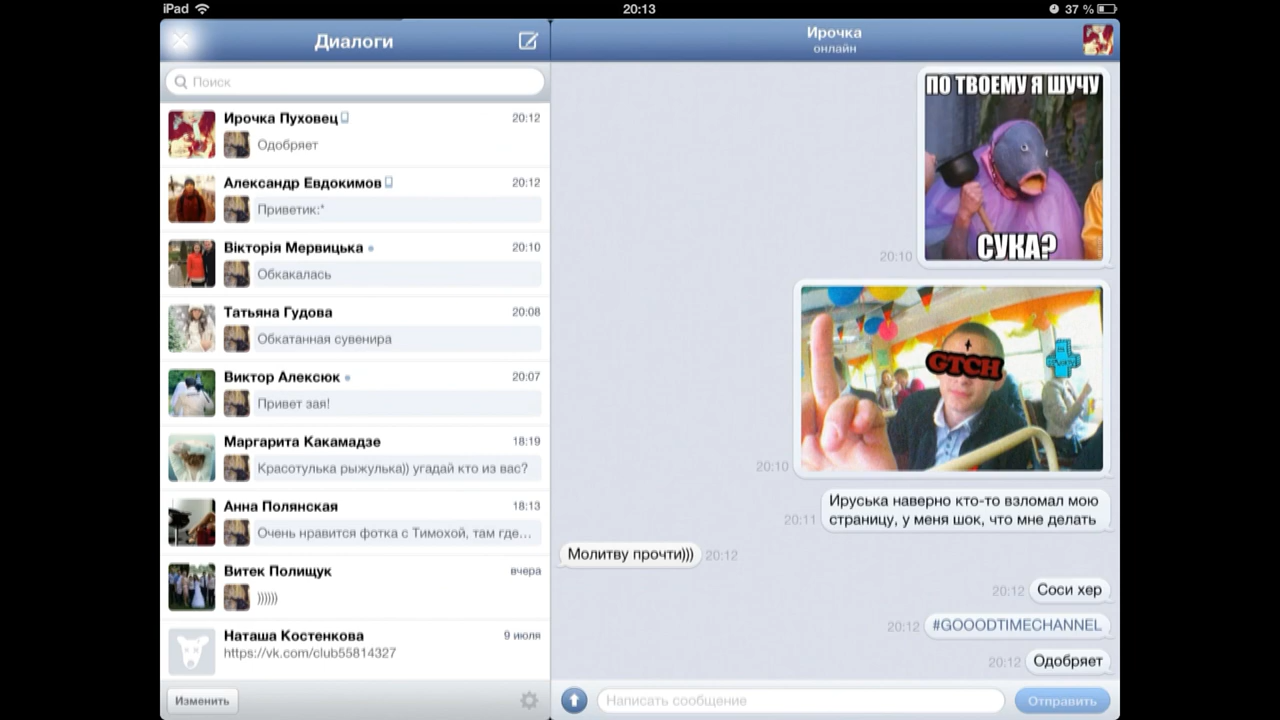 iPad
20:13
37 %
Диалоги
Поиск
Ирочка Пуховец
20:12
Одобряет
Александр Евдокимов
20:12
Приветик:*
Вікторія Мервицька
20:10
Обкакалась
Татьяна Гудова
20:08
Обкатанная сувенира
Виктор Алексюк
20:07
Привет зая!
Маргарита Какамадзе
18:19
Красотулька рыжулька)) угадай кто из вас?
Анна Полянская
18:13
Очень нравится фотка с Тимохой, там где...
Витек Полищук
вчера
))))))
Наташа Костенкова
9 июля
https://vk.com/club55814327
Изменить
Ирочка
онлайн
ПО ТВОЕМУ Я ШУЧУ
СУКА?
20:10
GTCH
20:10
Ируська наверно кто-то взломал мою
страницу, у меня шок, что мне делать
20:11
Молитву прочти)))
20:12
20:12
Соси хер
20:12
#GOOODTIMECHANNEL
20:12
Одобряет
Написать сообщение
Отправить